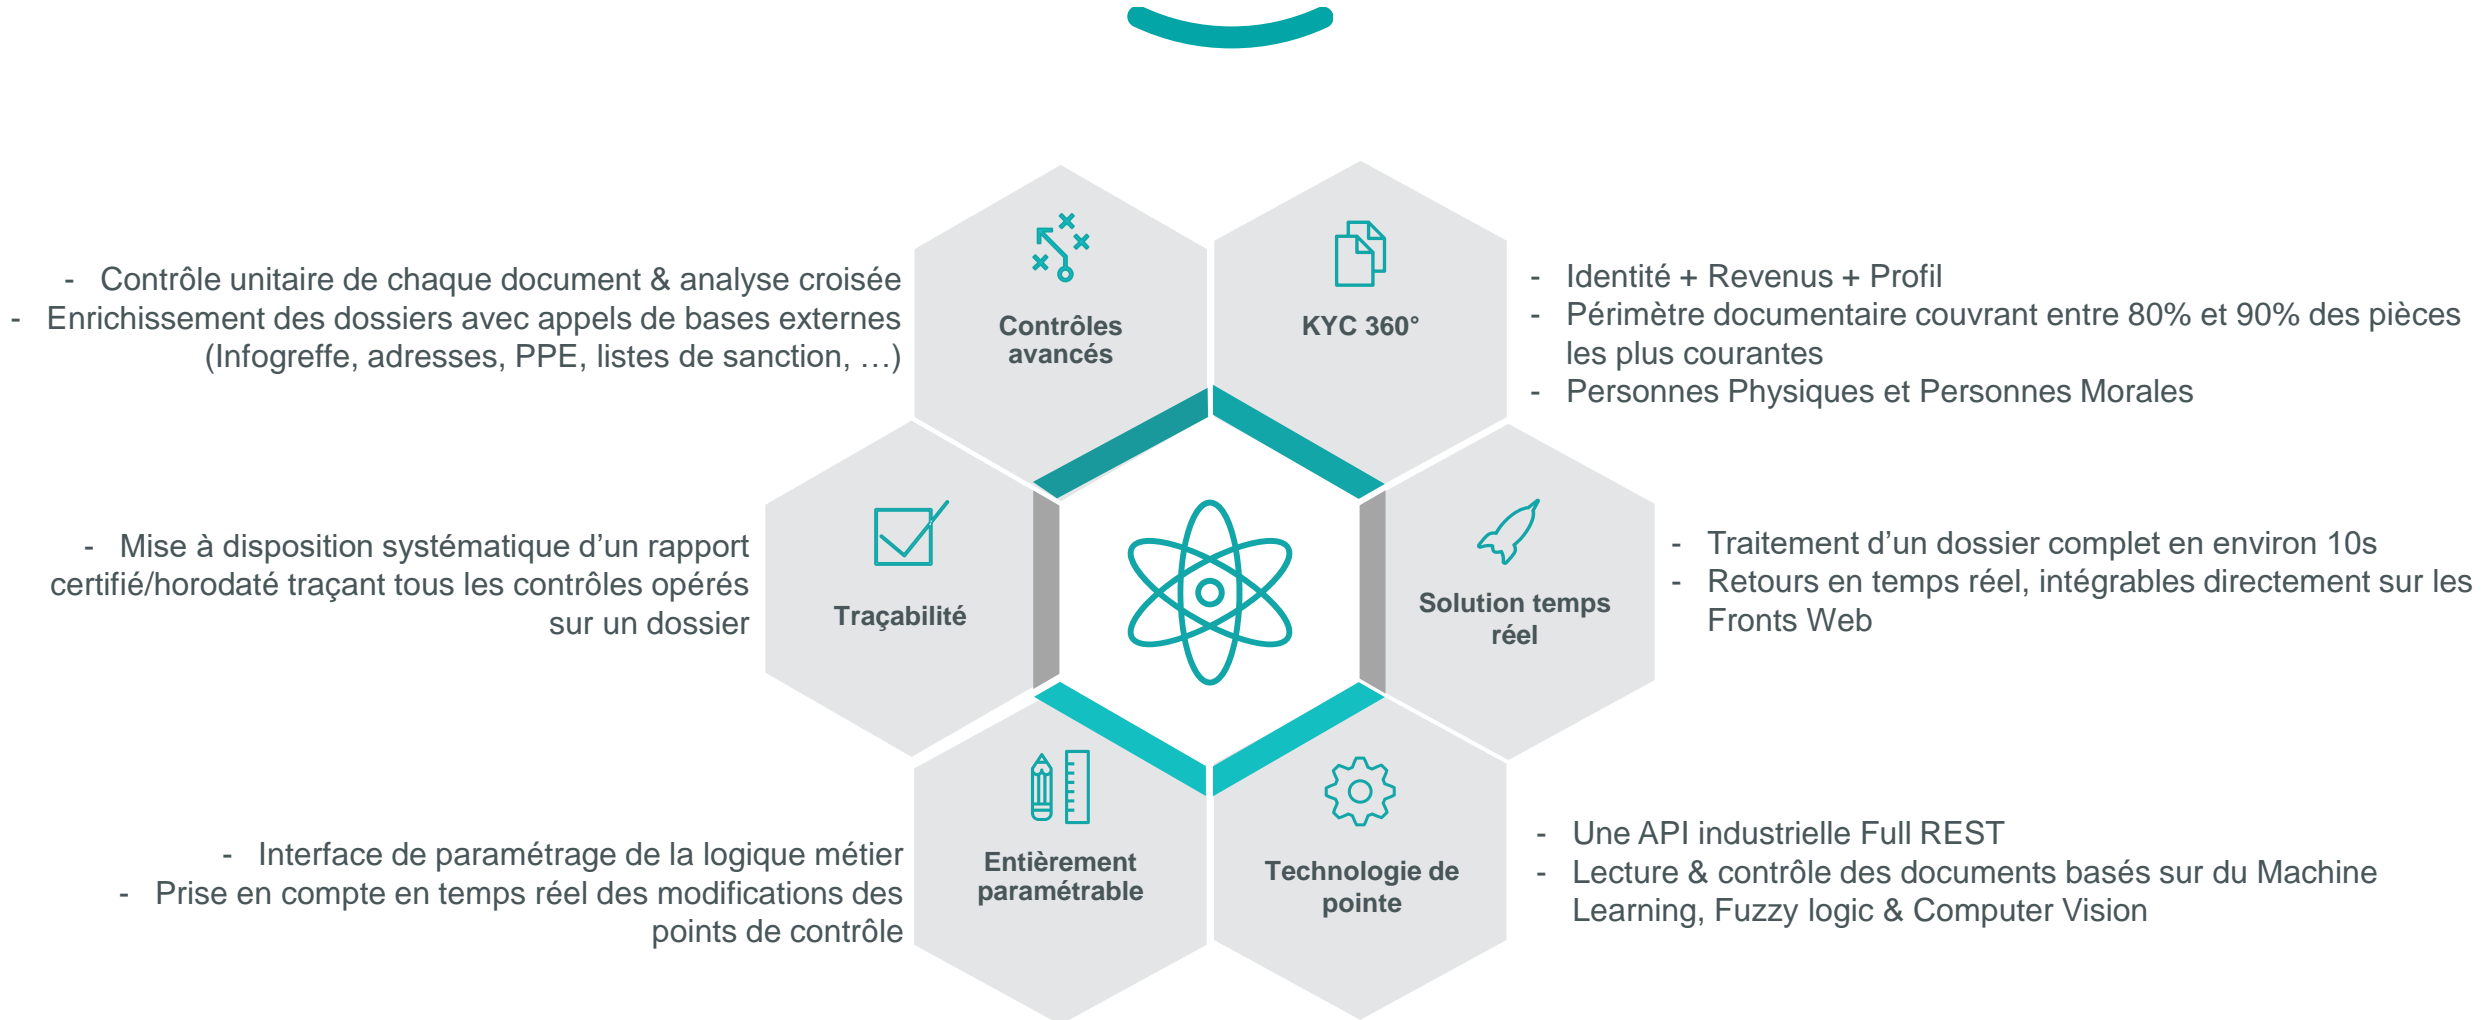 - Contrôle unitaire de chaque document & analyse croisée
- Enrichissement des dossiers avec appels de bases externes
(Infogreffe, adresses, PPE, listes de sanction, …)
Contrôles
avancés
KYC 360°
- Identité + Revenus + Profil
- Périmètre documentaire couvrant entre 80% et 90% des pièces
les plus courantes
- Personnes Physiques et Personnes Morales
- Mise à disposition systématique d’un rapport
certifié/horodaté traçant tous les contrôles opérés
sur un dossier
Traçabilité
Solution temps
réel
- Traitement d’un dossier complet en environ 10s
- Retours en temps réel, intégrables directement sur les
Fronts Web
- Interface de paramétrage de la logique métier
- Prise en compte en temps réel des modifications des
points de contrôle
Entièrement
paramétrable
Technologie de
pointe
- Une API industrielle Full REST
- Lecture & contrôle des documents basés sur du Machine
Learning, Fuzzy logic & Computer Vision